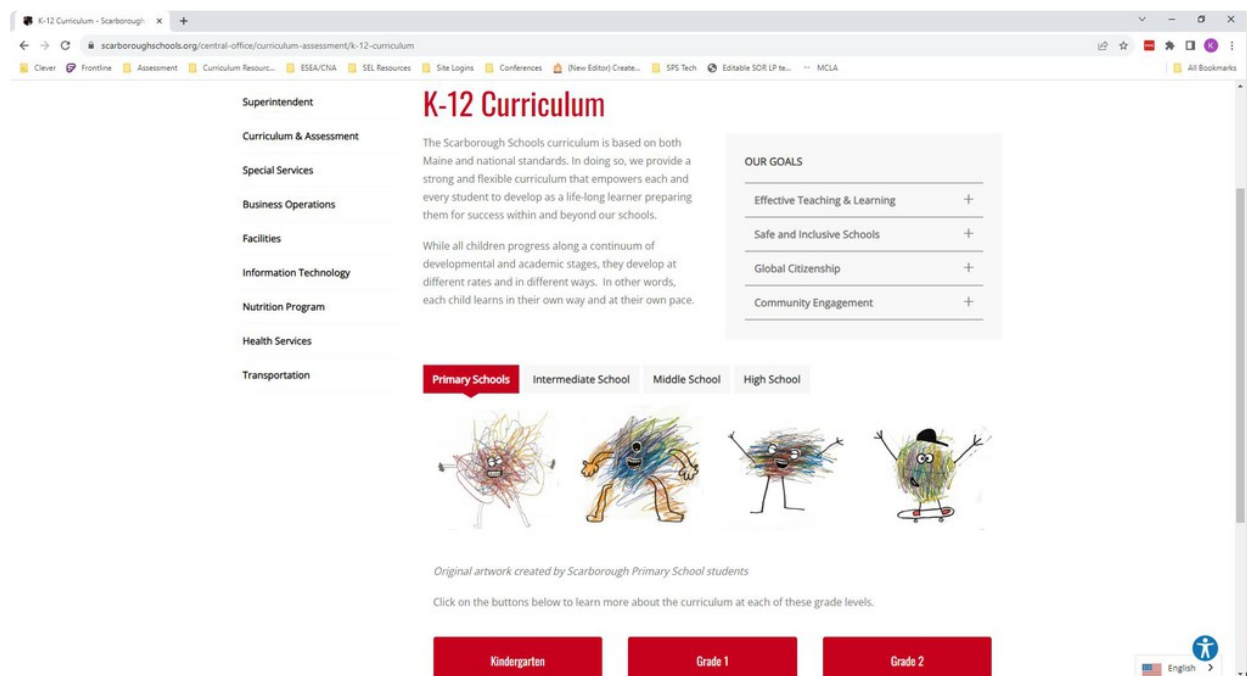 K-12 Curriculum - Scarborough
scarboroughschools.org/central-office/curriculum-assessment/k-12-curriculum
Clever Frontline Assessment Curriculum Resourc... ESEA/CNA SEL Resources Site Logins Conferences (New Editor) Create... SPS Tech Editable SOR LP te... MCLA All Bookmarks
K
Superintendent
Curriculum & Assessment
Special Services
Business Operations
Facilities
Information Technology
Nutrition Program
Health Services
Transportation
K-12 Curriculum
The Scarborough Schools curriculum is based on both
Maine and national standards. In doing so, we provide a
strong and flexible curriculum that empowers each and
every student to develop as a life-long learner preparing
them for success within and beyond our schools.
While all children progress along a continuum of
developmental and academic stages, they develop at
different rates and in different ways. In other words,
each child learns in their own way and at their own pace.
OUR GOALS
Effective Teaching & Learning
Safe and Inclusive Schools
Global Citizenship
Community Engagement
Primary Schools Intermediate School Middle School High School
Original artwork created by Scarborough Primary School students
Click on the buttons below to learn more about the curriculum at each of these grade levels.
Kindergarten Grade 1 Grade 2
English